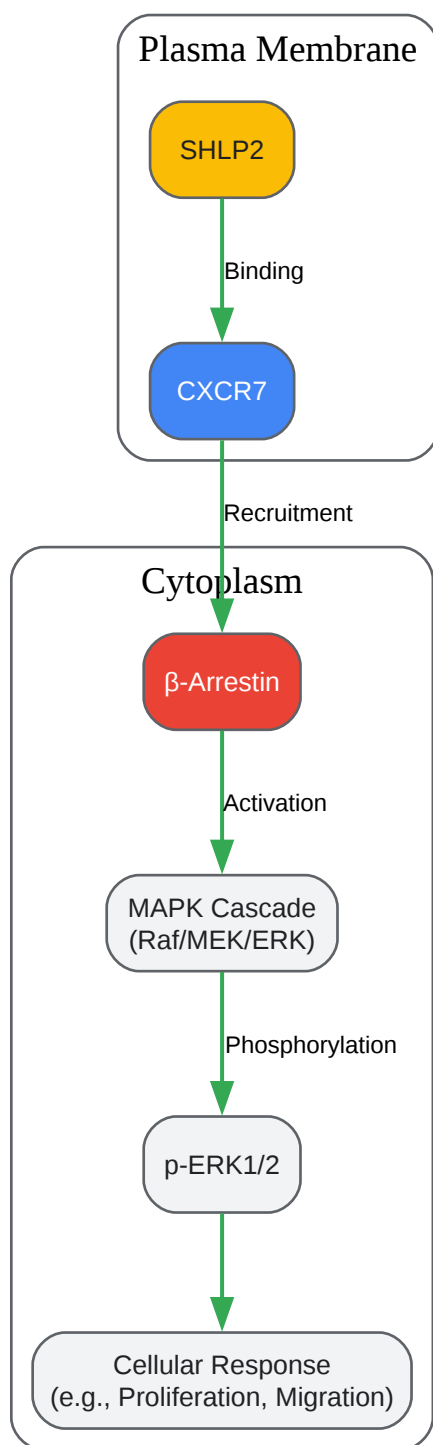 Plasma Membrane
SHLP2
Binding
CXCR7
Recruitment
Cytoplasm
β-Arrestin
Activation
MAPK Cascade
(Raf/MEK/ERK)
Phosphorylation
p-ERK1/2
Cellular Response
(e.g., Proliferation, Migration)